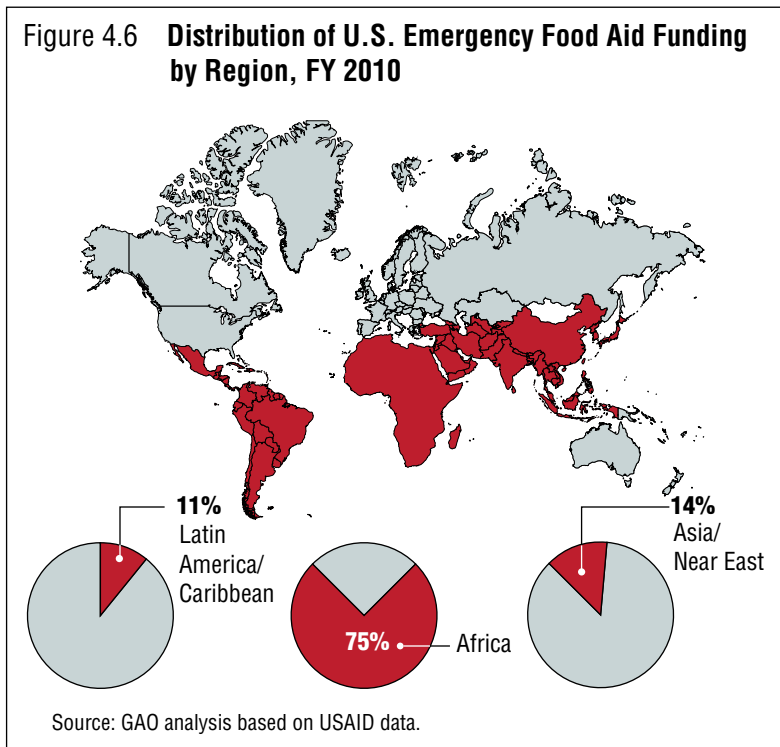 Figure 4.6 Distribution of U.S. Emergency Food Aid Funding
by Region, FY 2010
11%
Latin
America/
Caribbean
75%
Africa
14%
Asia/
Near East
Source: GAO analysis based on USAID data.